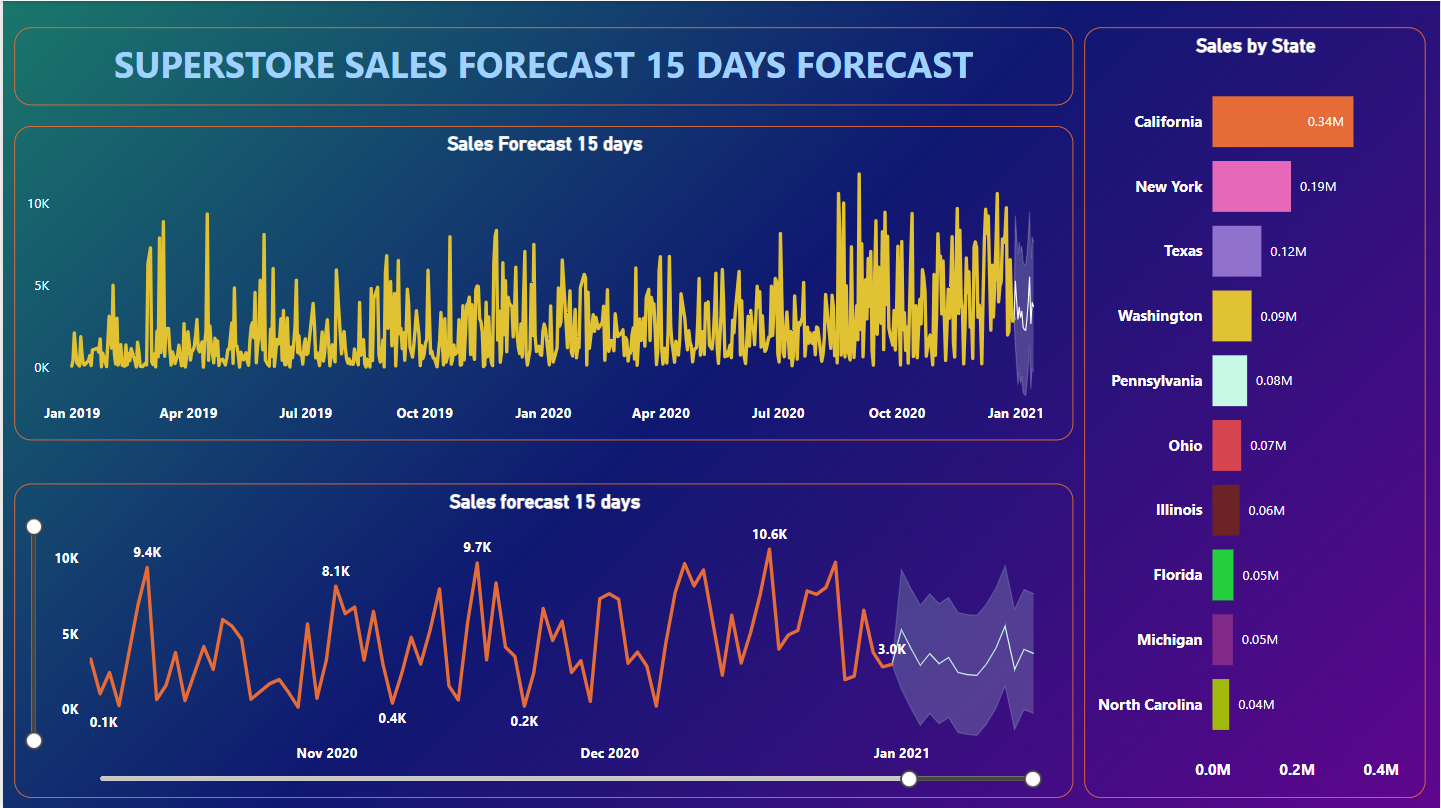 SUPERSTORE SALES FORECAST 15 DAYS FORECAST
Sales Forecast 15 days
10K
5K
0K
Jan 2019 Apr 2019 Jul 2019 Oct 2019 Jan 2020 Apr 2020 Jul 2020 Oct 2020 Jan 2021
Sales forecast 15 days
10K
5K
0K
9.4K
8.1K
9.7K
10.6K
3.0K
0.1K
0.4K
0.2K
Nov 2020 Dec 2020 Jan 2021
Sales by State
California 0.34M
New York 0.19M
Texas 0.12M
Washington 0.09M
Pennsylvania 0.08M
Ohio 0.07M
Illinois 0.06M
Florida 0.05M
Michigan 0.05M
North Carolina 0.04M
0.0M 0.2M 0.4M